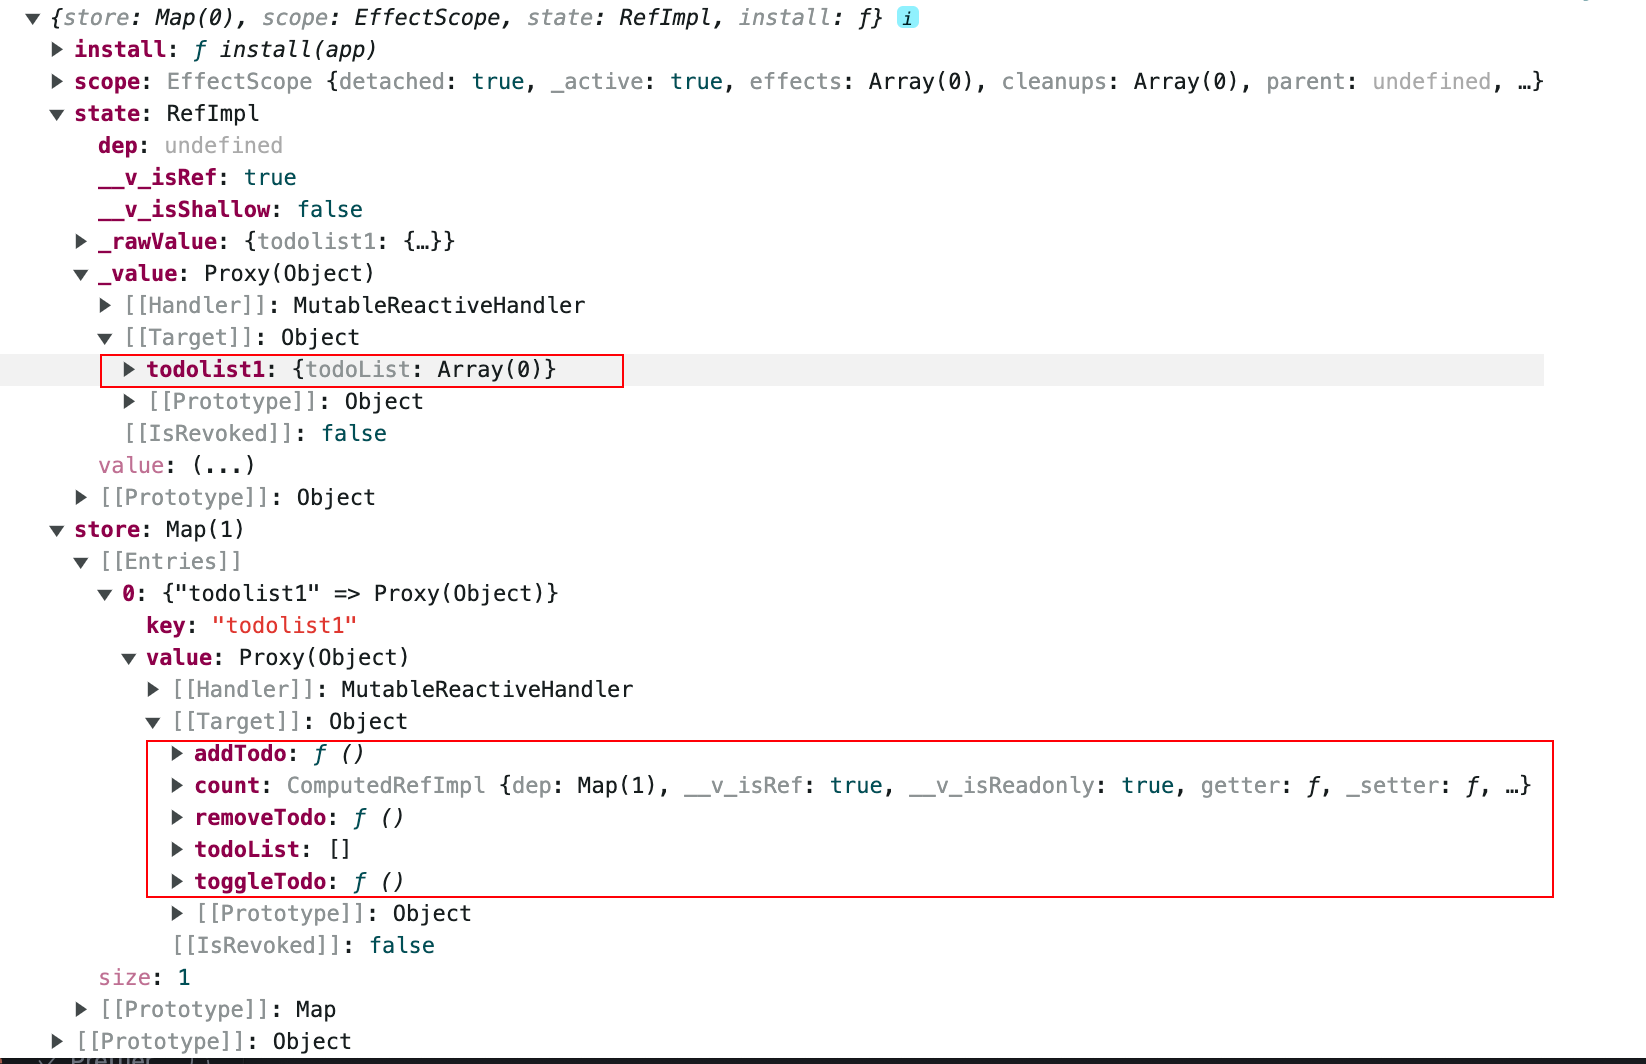 ▼ {store: Map(0), scope: EffectScope, state: RefImpl, install: ƒ} i
▶ install: ƒ install(app)
▶ scope: EffectScope {detached: true, _active: true, effects: Array(0), cleanups: Array(0), parent: undefined, …}
▼ state: RefImpl
dep: undefined
__v_isRef: true
__v_isShallow: false
▶ _rawValue: {todolist1: {…}}
▼ _value: Proxy(Object)
▶ [[Handler]]: MutableReactiveHandler
▼ [[Target]]: Object
▶ todolist1: {todoList: Array(0)}
▶ [[Prototype]]: Object
[[IsRevoked]]: false
value: (...)
▶ [[Prototype]]: Object
▼ store: Map(1)
▼ [[Entries]]
▼ 0: {"todolist1" => Proxy(Object)}
key: "todolist1"
▼ value: Proxy(Object)
▶ [[Handler]]: MutableReactiveHandler
▼ [[Target]]: Object
▶ addTodo: ƒ ()
▶ count: ComputedRefImpl {dep: Map(1), __v_isRef: true, __v_isReadonly: true, getter: ƒ, _setter: ƒ, …}
▶ removeTodo: ƒ ()
▶ todoList: []
▶ toggleTodo: ƒ ()
▶ [[Prototype]]: Object
[[IsRevoked]]: false
size: 1
▶ [[Prototype]]: Map
▶ [[Prototype]]: Object